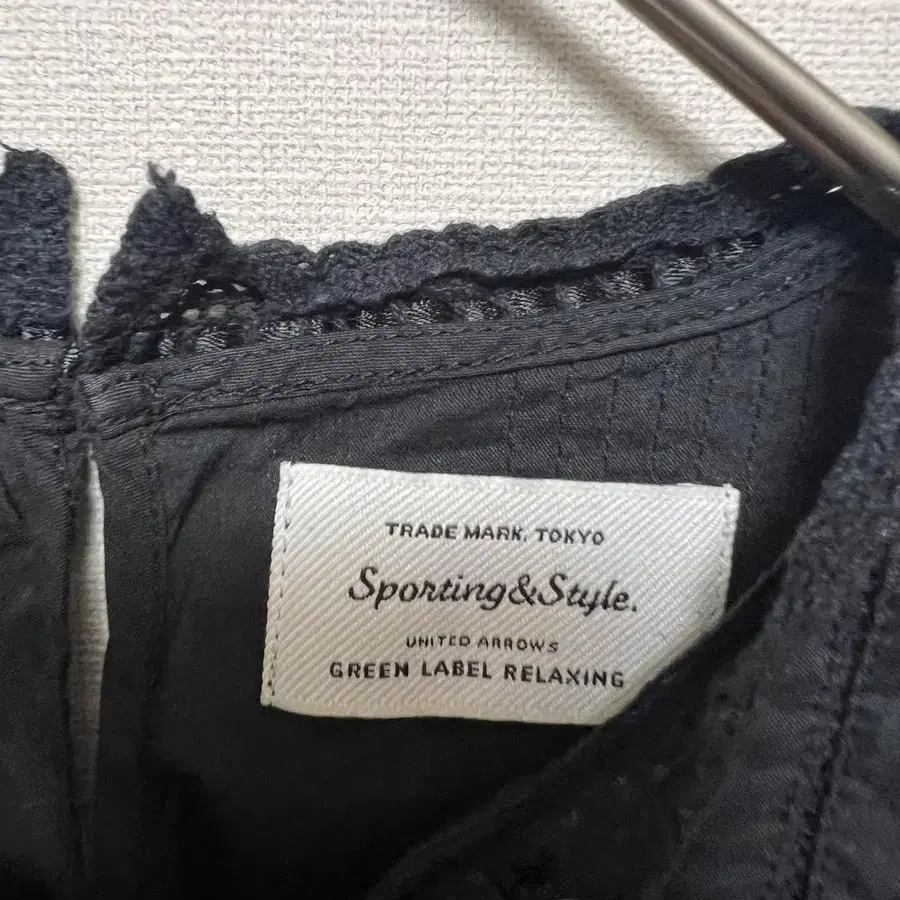 TRADE MARK. TOKYO
Sporting&Style.
UNITED ARROWS
GREEN LABEL RELAXING